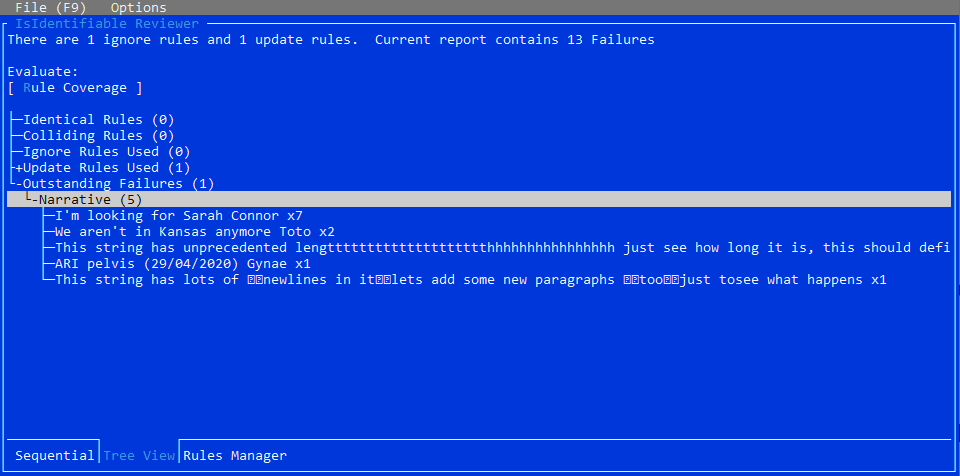 File (F9) Options
IsIdentifiable Reviewer
There are 1 ignore rules and 1 update rules. Current report contains 13 Failures
Evaluate:
[ Rule Coverage ]
Identical Rules (0)
Colliding Rules (0)
Ignore Rules Used (0)
+Update Rules Used (1)
-Outstanding Failures (1)
-Narrative (5)
I'm looking for Sarah Connor x7
We aren't in Kansas anymore Toto x2
This string has unprecedented lengttttttttttttttttttttthhhhhhhhhhhhhhhh just see how long it is, this should defi
ARI pelvis (29/04/2020) Gynae x1
This string has lots of ⍰⍰newlines in it⍰⍰lets add some new paragraphs ⍰⍰too⍰⍰just tosee what happens x1
Sequential Tree View Rules Manager